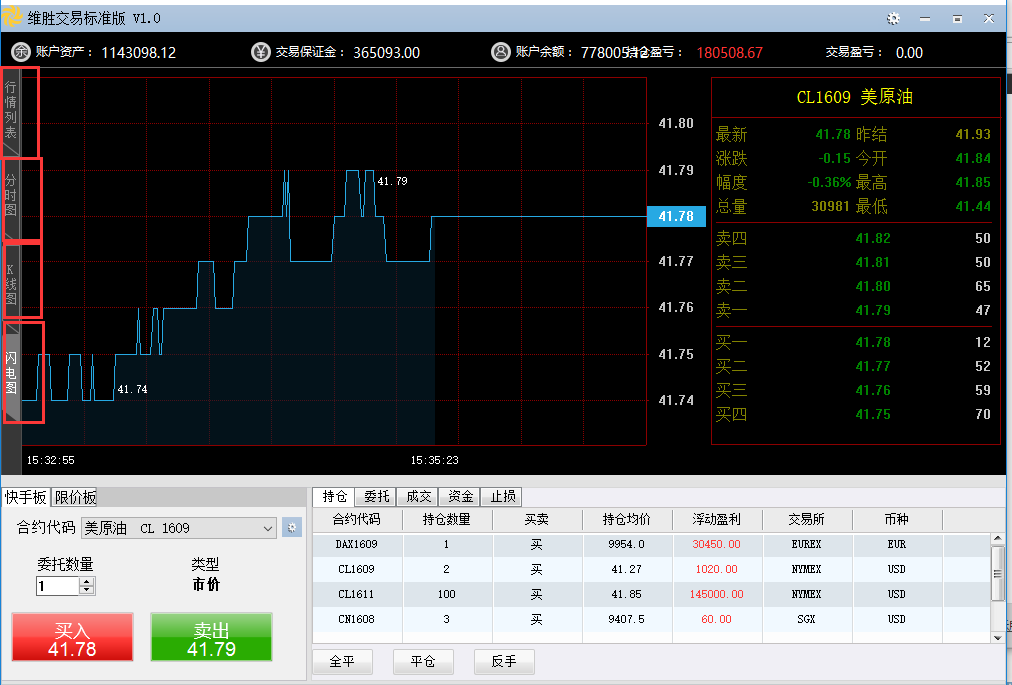 维胜交易标准版 V1.0
账户资产： 1143098.12 交易保证金： 365093.00 账户余额： 持仓盈亏： 180508.67 交易盈亏： 0.00
行情列表
分时图
K线图
闪电图
41.80
41.79
41.78
41.77
41.76
41.75
41.74
41.79
41.74
15:32:55 15:35:23
CL1609 美原油
最新 41.78 昨结 41.93
涨跌 -0.15 今开 41.84
幅度 -0.36% 最高 41.85
总量 30981 最低 41.44
卖四 41.82 50
卖三 41.81 50
卖二 41.80 65
卖一 41.79 47
买一 41.78 12
买二 41.77 52
买三 41.76 59
买四 41.75 70
快手板 限价板
合约代码 美原油 CL 1609
委托数量 类型
1 市价
买入 卖出
41.78 41.79
持仓 委托 成交 资金 止损
合约代码 持仓数量 买卖 持仓均价 浮动盈利 交易所 币种
DAX1609 1 买 9954.0 30450.00 EUREX EUR
CL1609 2 买 41.27 1020.00 NYMEX USD
CL1611 100 买 41.85 145000.00 NYMEX USD
CN1608 3 买 9407.5 60.00 SGX USD
全平 平仓 反手